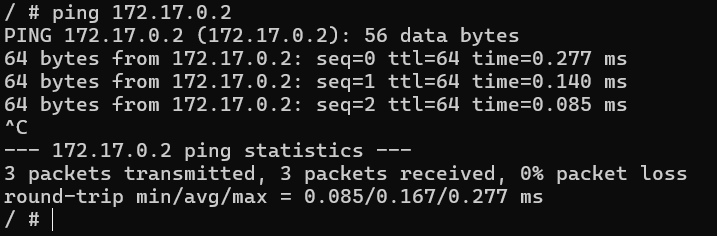 / # ping 172.17.0.2
PING 172.17.0.2 (172.17.0.2): 56 data bytes
64 bytes from 172.17.0.2: seq=0 ttl=64 time=0.277 ms
64 bytes from 172.17.0.2: seq=1 ttl=64 time=0.140 ms
64 bytes from 172.17.0.2: seq=2 ttl=64 time=0.085 ms
^C
--- 172.17.0.2 ping statistics ---
3 packets transmitted, 3 packets received, 0% packet loss
round-trip min/avg/max = 0.085/0.167/0.277 ms
/ #